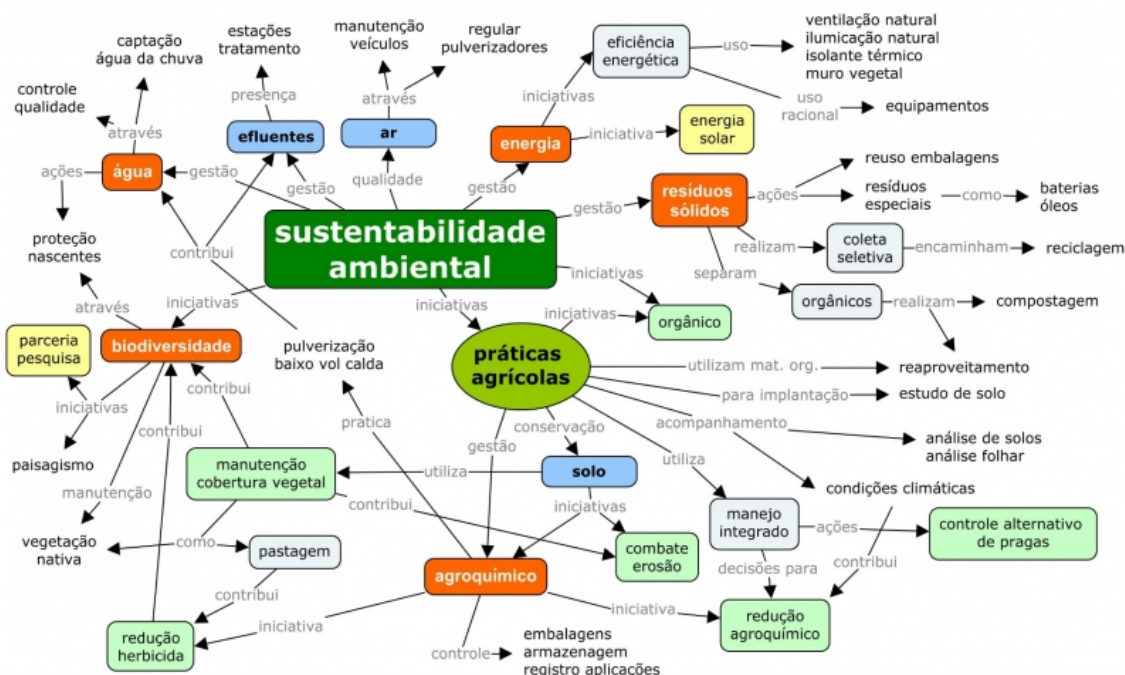 captação
água da chuva
estações
tratamento
manutenção
veículos
regular
pulverizadores
eficiência
energética
uso
ventilação natural
ilumicação natural
isolante térmico
muro vegetal
controle
qualidade
através
presença
através
iniciativas
uso
racional
equipamentos
efluentes
ar
energia
iniciativa
energia
solar
ações
água
gestão
gestão
qualidade
gestão
gestão
resíduos
sólidos
ações
reuso embalagens
resíduos
especiais
como
baterias
óleos
sustentabilidade
ambiental
proteção
nascentes
contribui
realizam
coleta
seletiva
encaminham
reciclagem
separam
orgânicos
realizam
compostagem
através
iniciativas
iniciativas
iniciativas
iniciativas
orgânico
parceria
pesquisa
biodiversidade
pulverização
baixo vol calda
práticas
agrícolas
utilizam mat. org.
reaproveitamento
para implantação
estudo de solo
iniciativas
contribui
contribui
pratica
gestão
conservação
acompanhamento
análise de solos
análise folhar
paisagismo
manutenção
manutenção
cobertura vegetal
utiliza
solo
utiliza
condições climáticas
contribui
iniciativas
manejo
integrado
ações
controle alternativo
de pragas
vegetação
nativa
como
pastagem
agroquímico
combate
erosão
decisões para
contribui
contribui
redução
herbicida
iniciativa
iniciativa
redução
agroquímico
controle
embalagens
armazenagem
registro aplicações